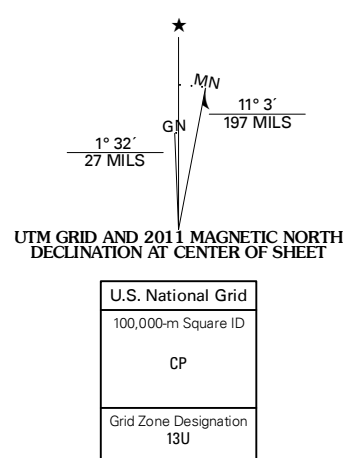 ★
MN
11° 3´
197 MILS
GN
1° 32´
27 MILS
UTM GRID AND 2011 MAGNETIC NORTH
DECLINATION AT CENTER OF SHEET
U.S. National Grid
100,000-m Square ID
CP
Grid Zone Designation
13U